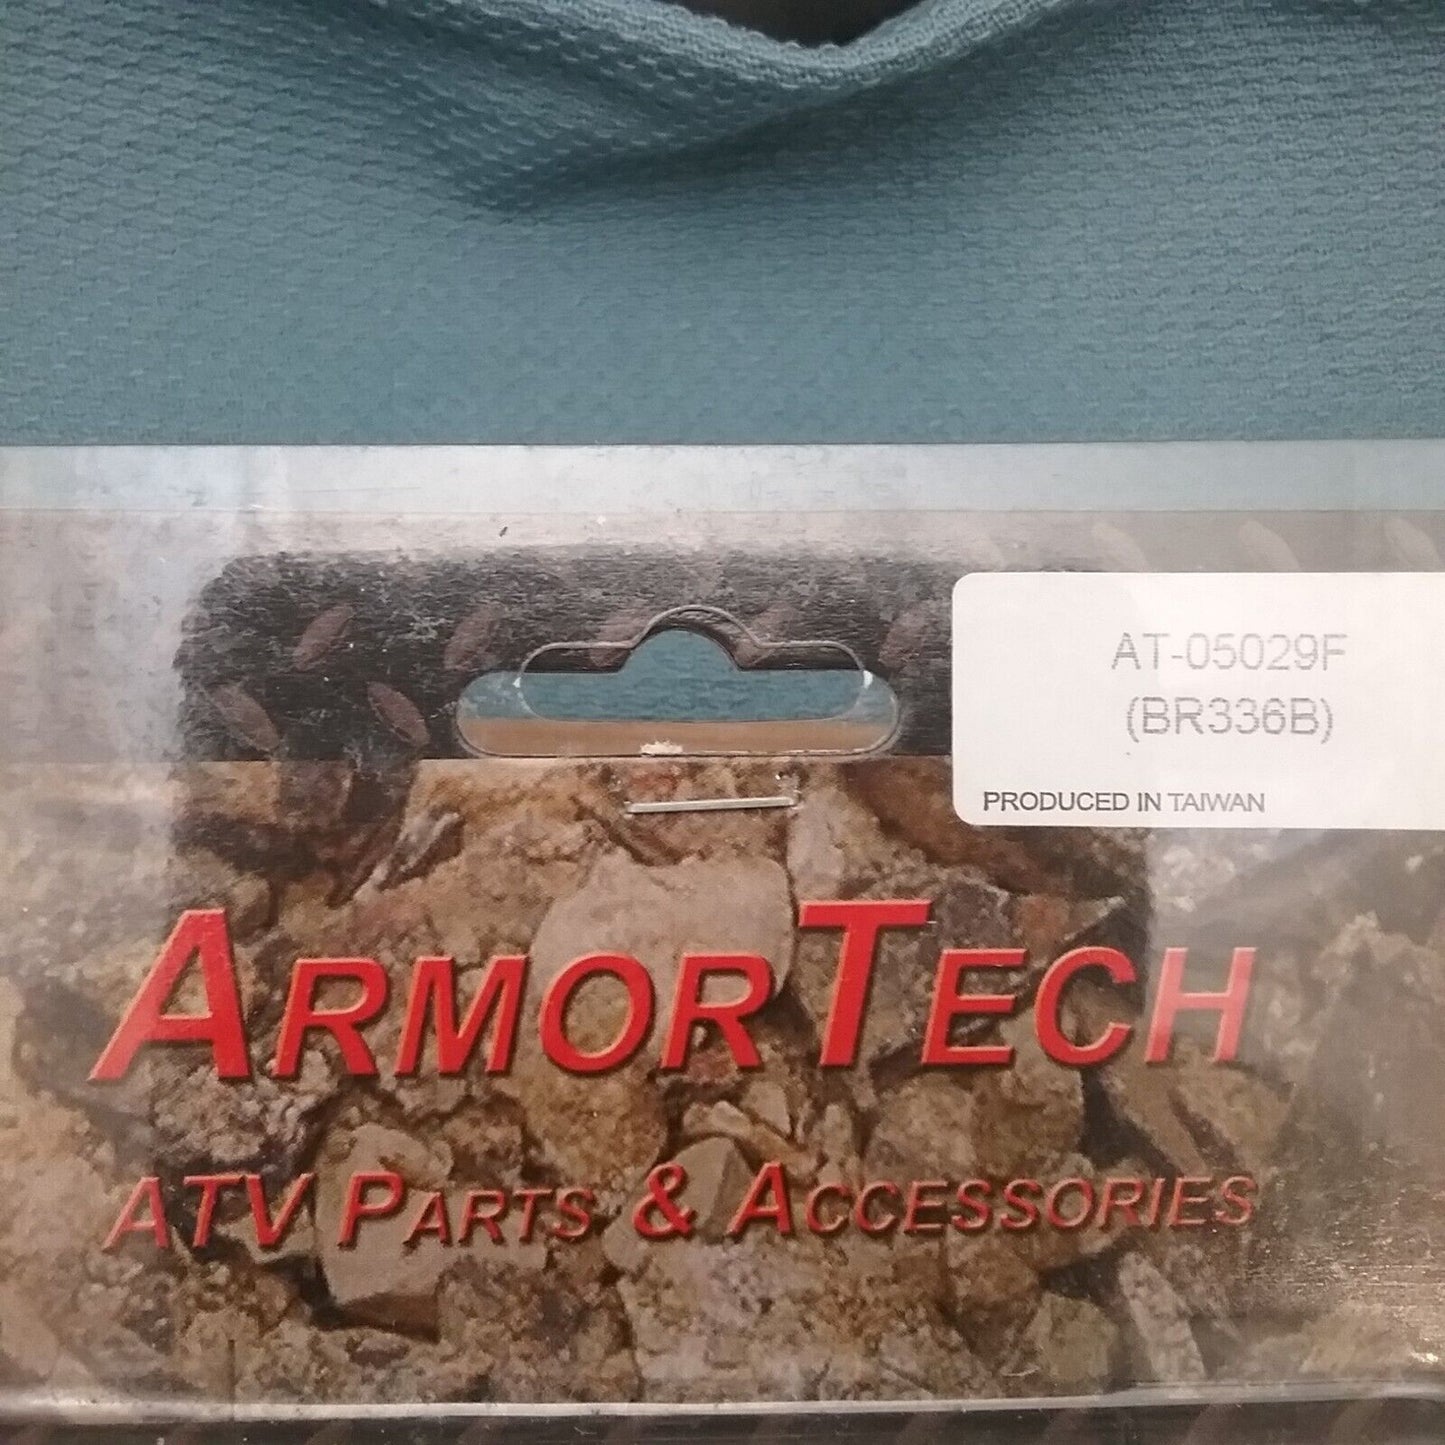 AT-05029F
(BR336B)
PRODUCED IN TAIWAN
ARMORTECH
ATV PARTS & ACCESSORIES